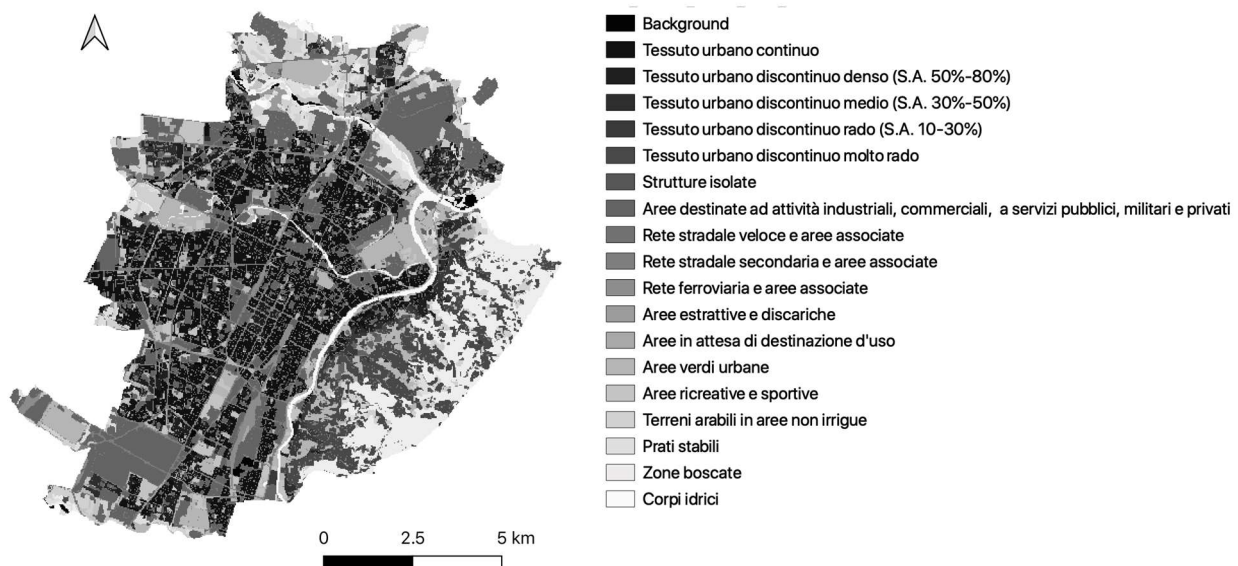 Background
Tessuto urbano continuo
Tessuto urbano discontinuo denso (S.A. 50%-80%)
Tessuto urbano discontinuo medio (S.A. 30%-50%)
Tessuto urbano discontinuo rado (S.A. 10-30%)
Tessuto urbano discontinuo molto rado
Strutture isolate
Aree destinate ad attività industriali, commerciali, a servizi pubblici, militari e privati
Rete stradale veloce e aree associate
Rete stradale secondaria e aree associate
Rete ferroviaria e aree associate
Aree estrattive e discariche
Aree in attesa di destinazione d'uso
Aree verdi urbane
Aree ricreative e sportive
Terreni arabili in aree non irrigue
Prati stabili
Zone boscate
Corpi idrici
0 2.5 5 km